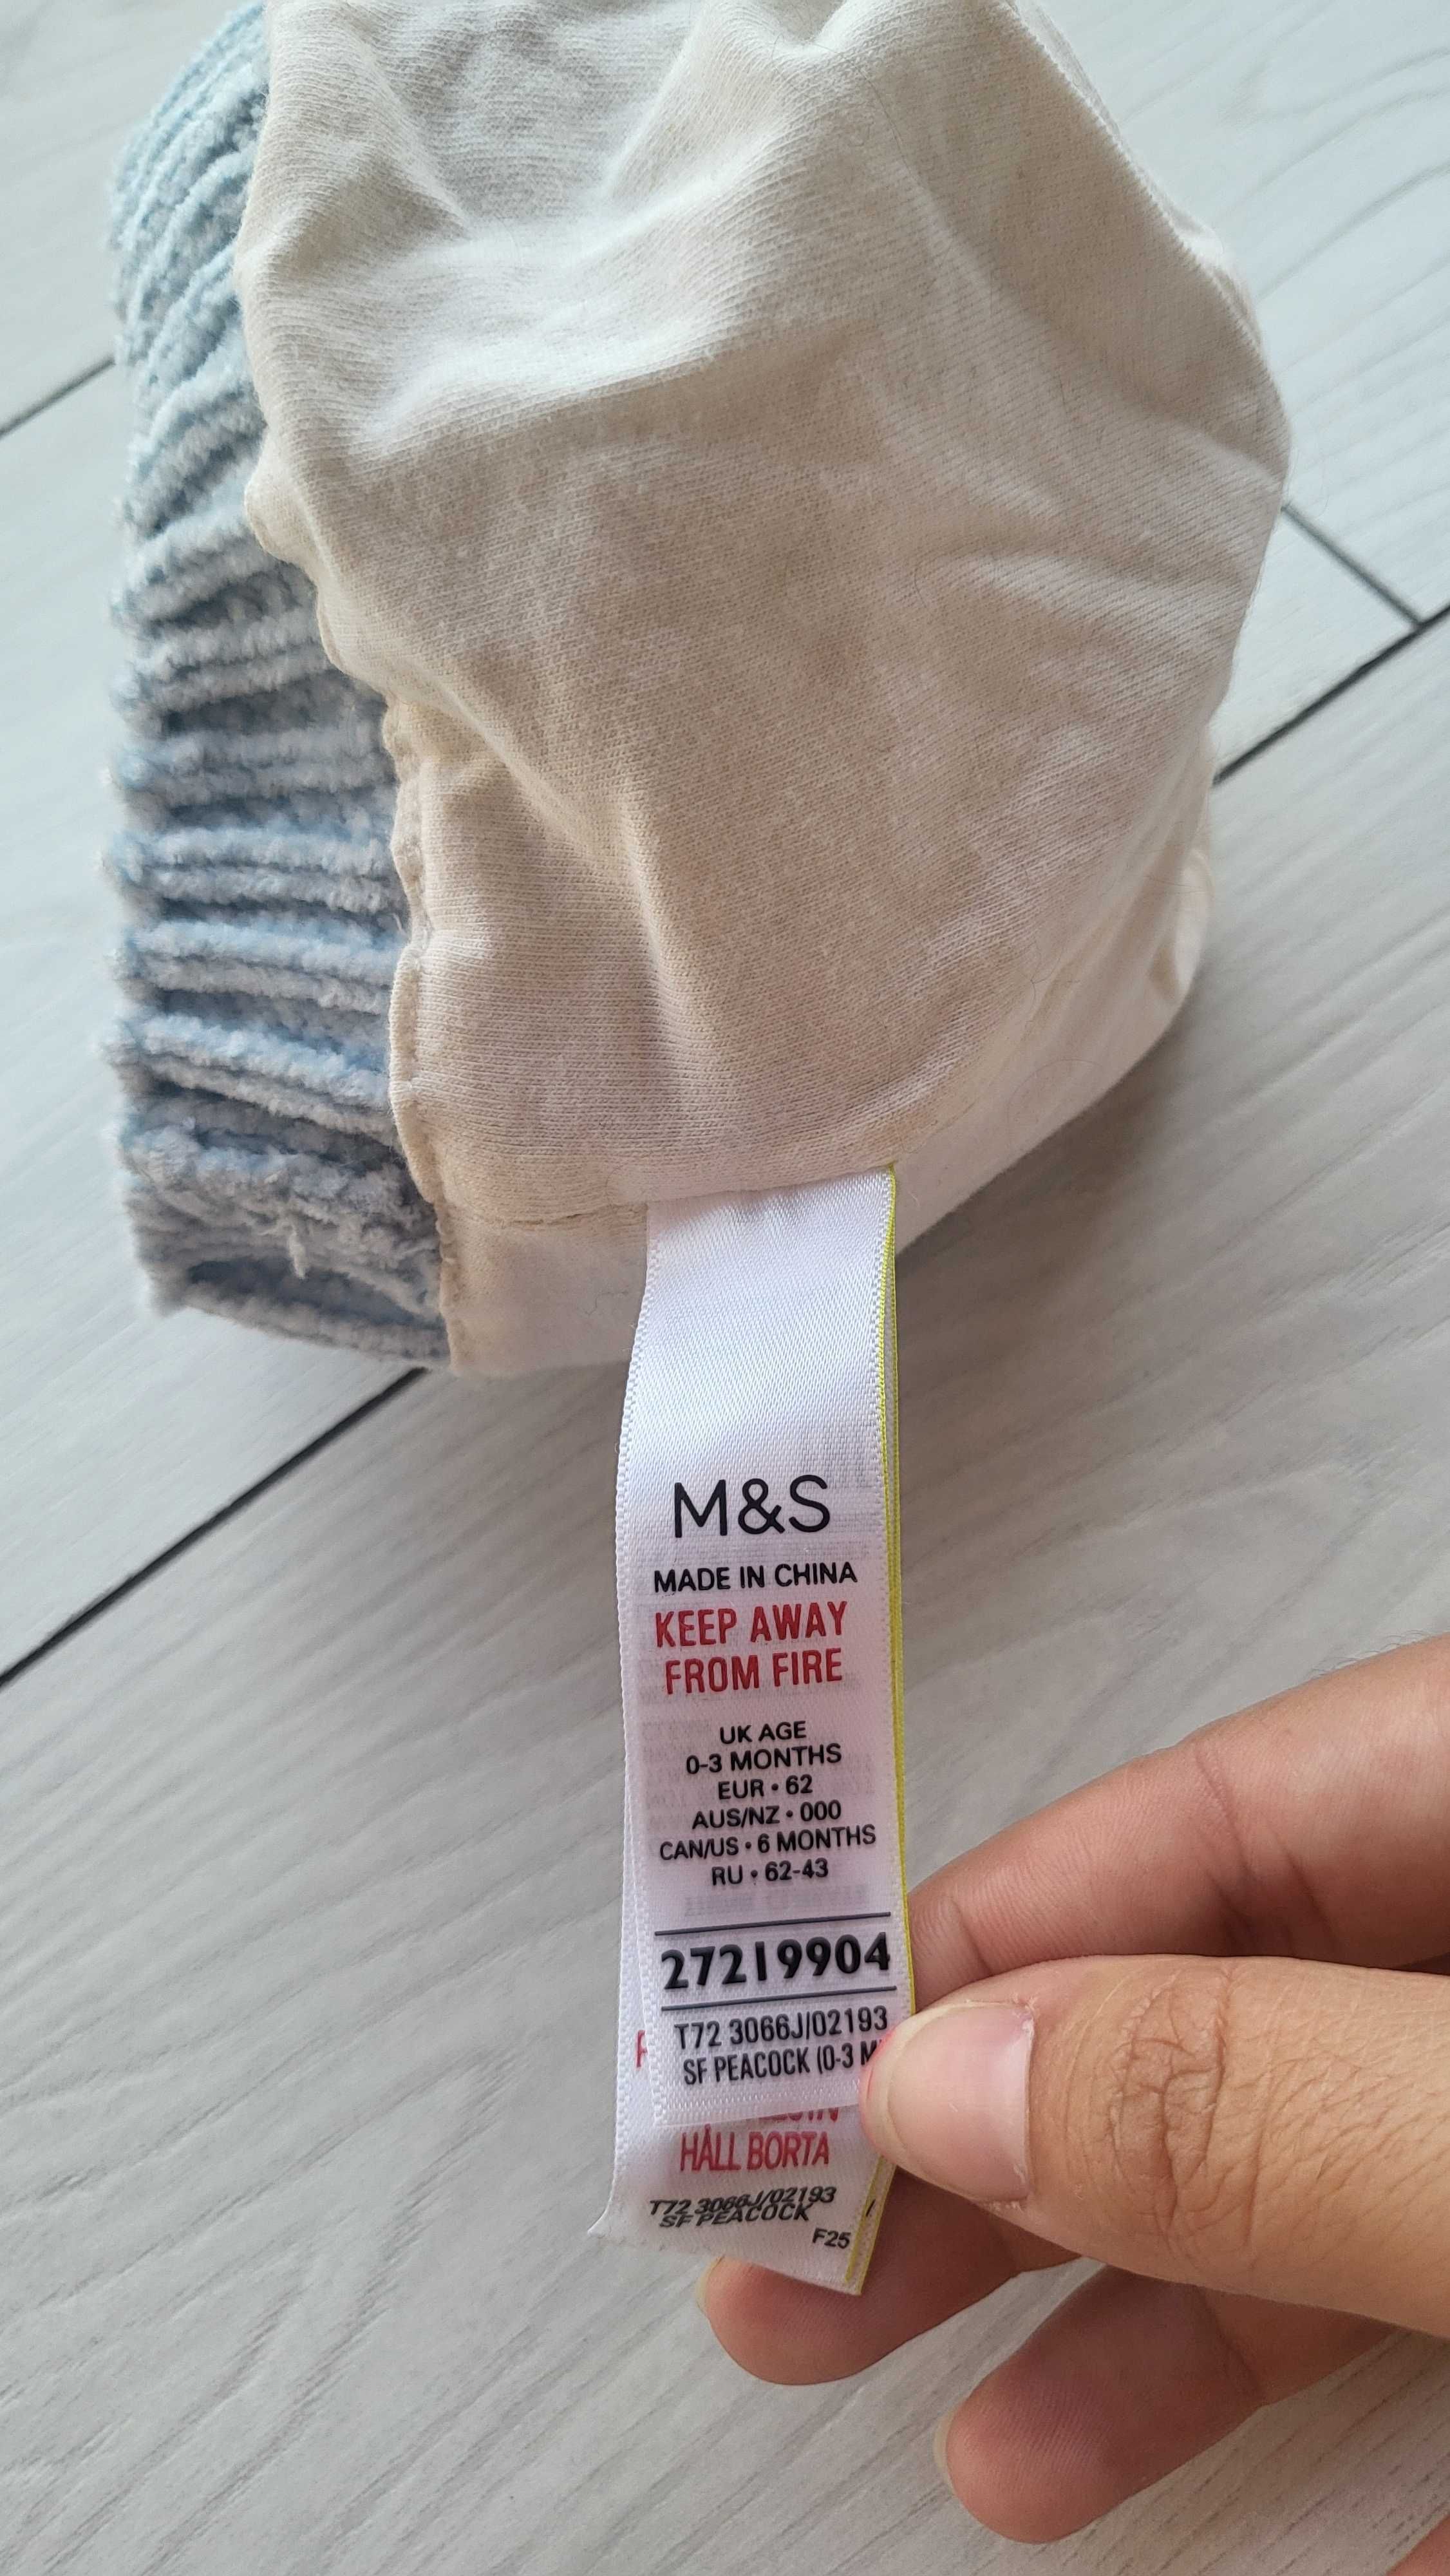 M&S
MADE IN CHINA
KEEP AWAY
FROM FIRE
UK AGE
0-3 MONTHS
EUR • 62
AUS/NZ • 000
CAN/US • 6 MONTHS
RU • 62-43
27219904
T72 3066J/02193
SF PEACOCK (0-3 M
HÅLL BORTA
T72 3066J/02193
SF PEACOCK
F25